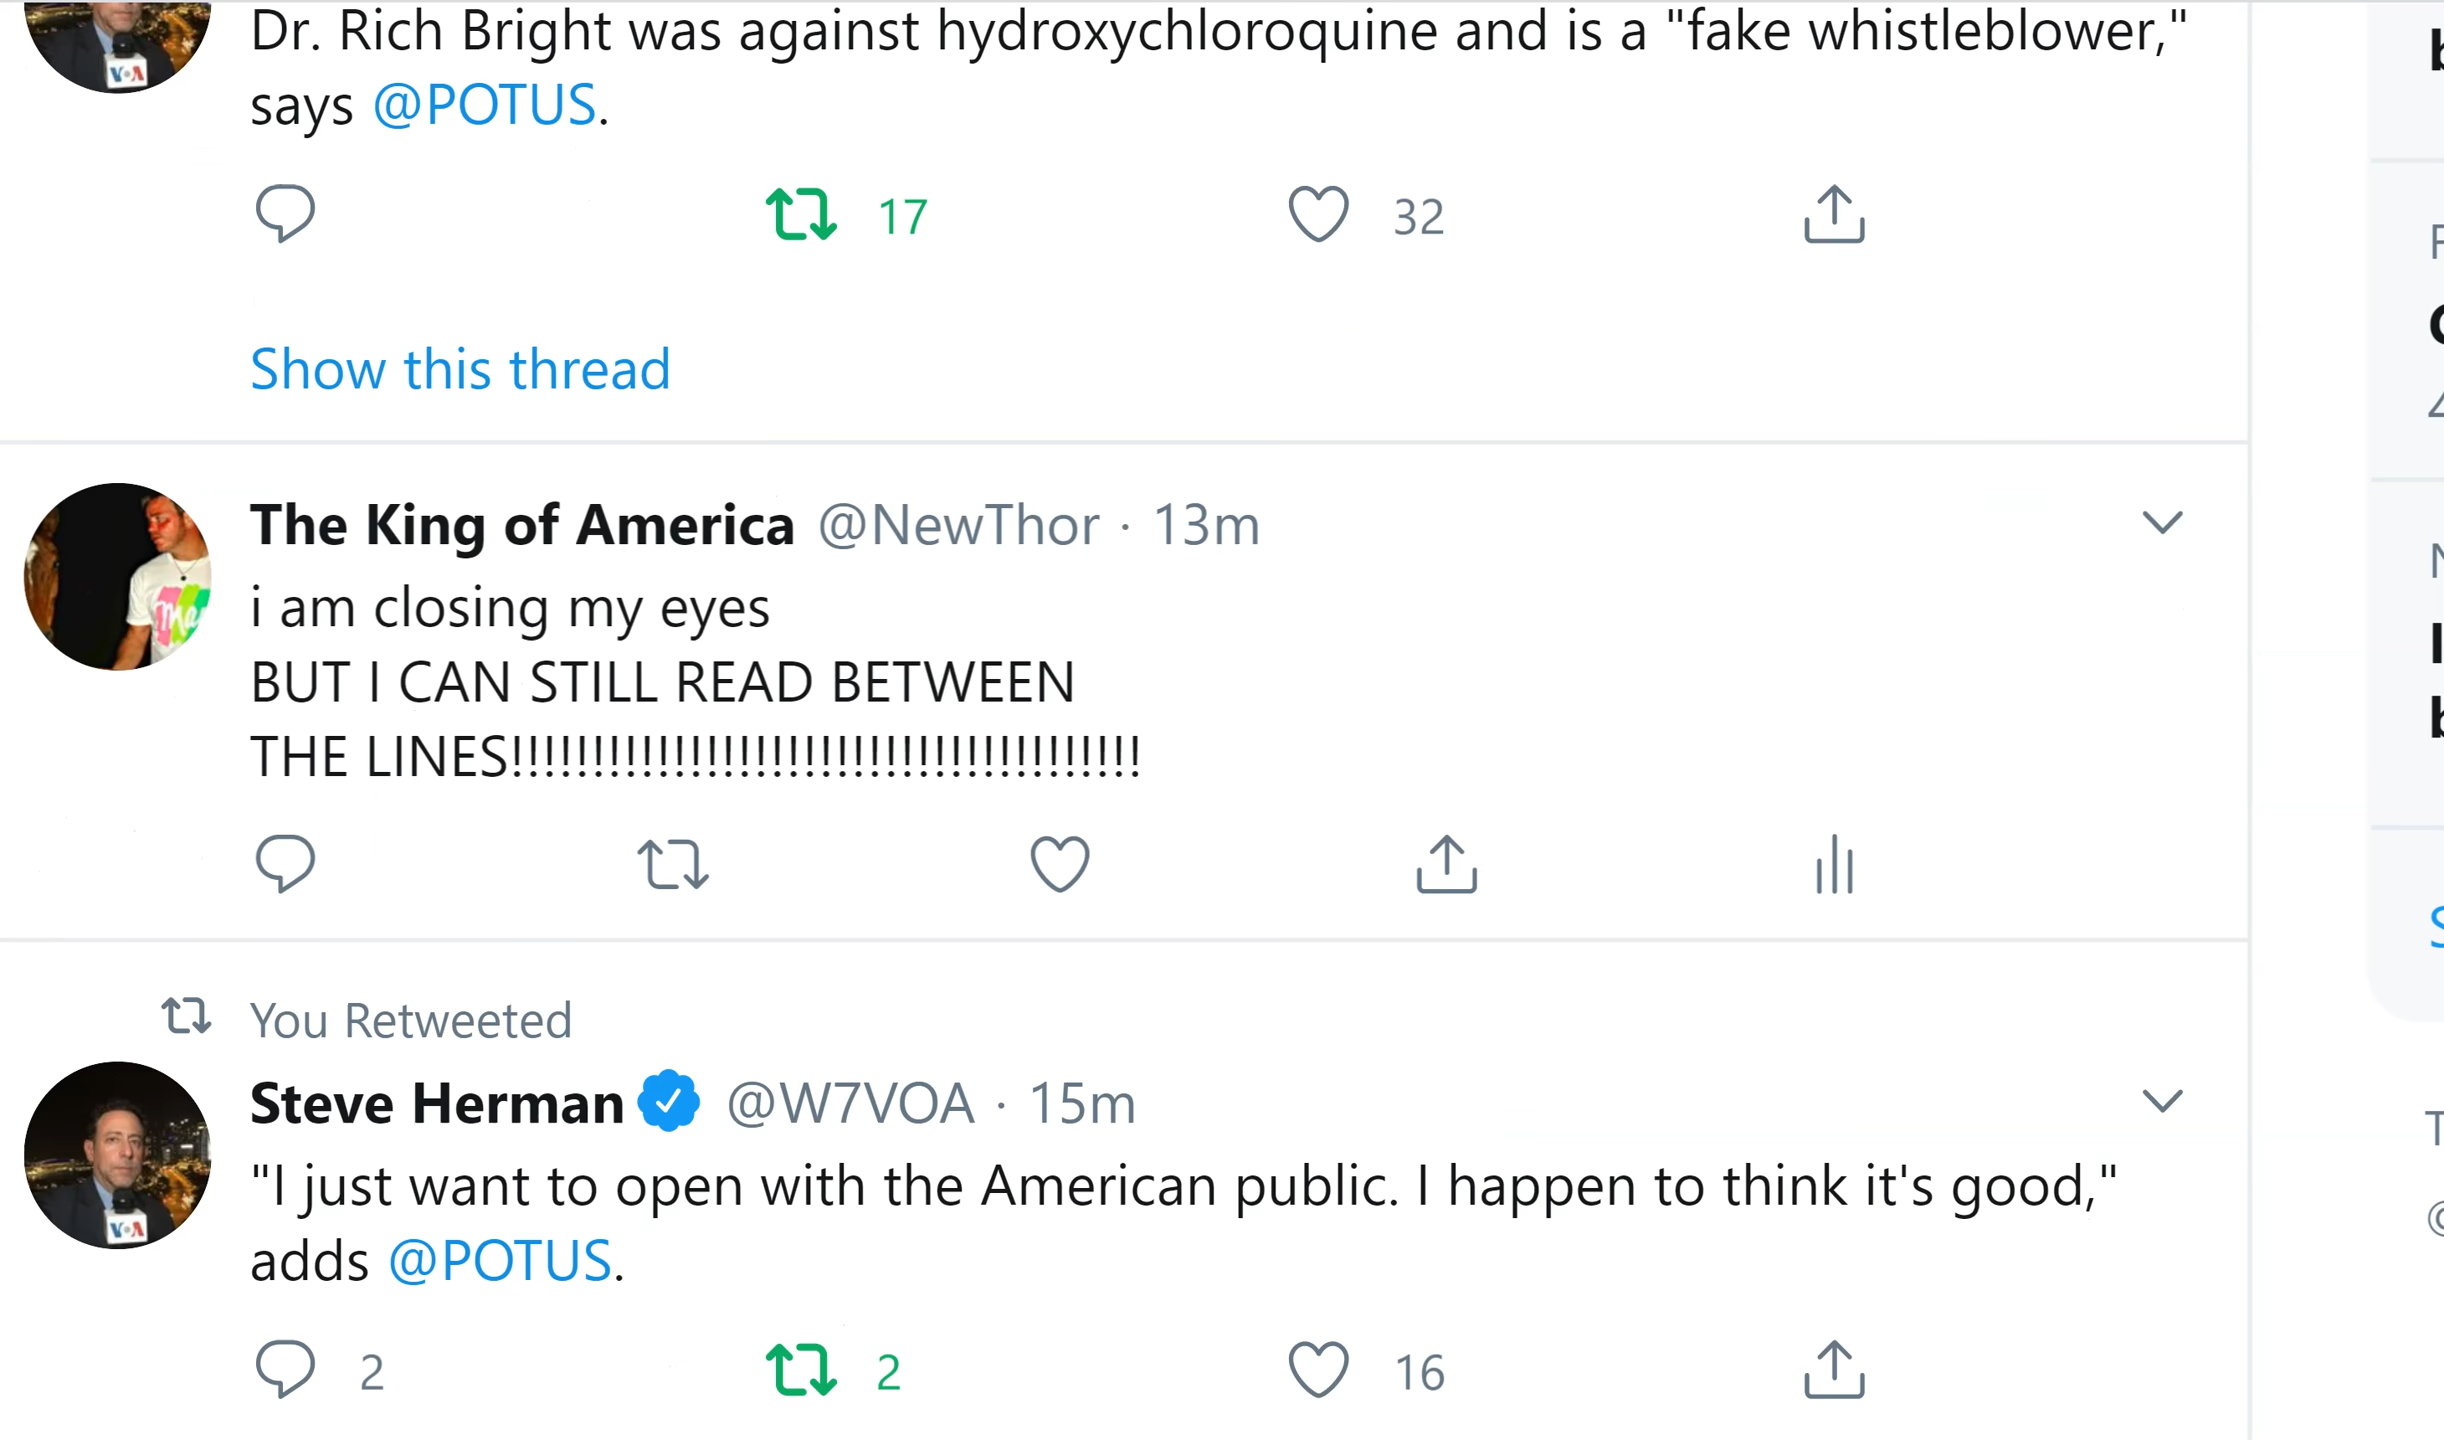 Dr. Rich Bright was against hydroxychloroquine and is a "fake whistleblower,"
says @POTUS.
VOA
17
32
Show this thread
The King of America @NewThor · 13m
i am closing my eyes
BUT I CAN STILL READ BETWEEN
THE LINES!!!!!!!!!!!!!!!!!!!!!!!!!!!!!!!!!!!!!!!
You Retweeted
Steve Herman @W7VOA · 15m
"I just want to open with the American public. I happen to think it's good,"
adds @POTUS.
VOA
2
2
16